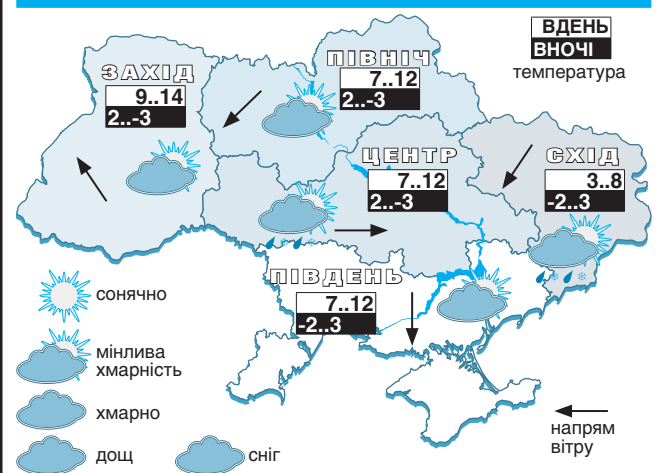 ВДЕНЬ
ВНОЧІ
температура
ПІВНІЧ
7..12
2..-3
ЗАХІД
9..14
2..-3
ЦЕНТР
7..12
2..-3
СХІД
3..8
-2..3
ПІВДЕНЬ
7..12
-2..3
сонячно
мінлива
хмарність
хмарно
дощ
сніг
напрям
вітру